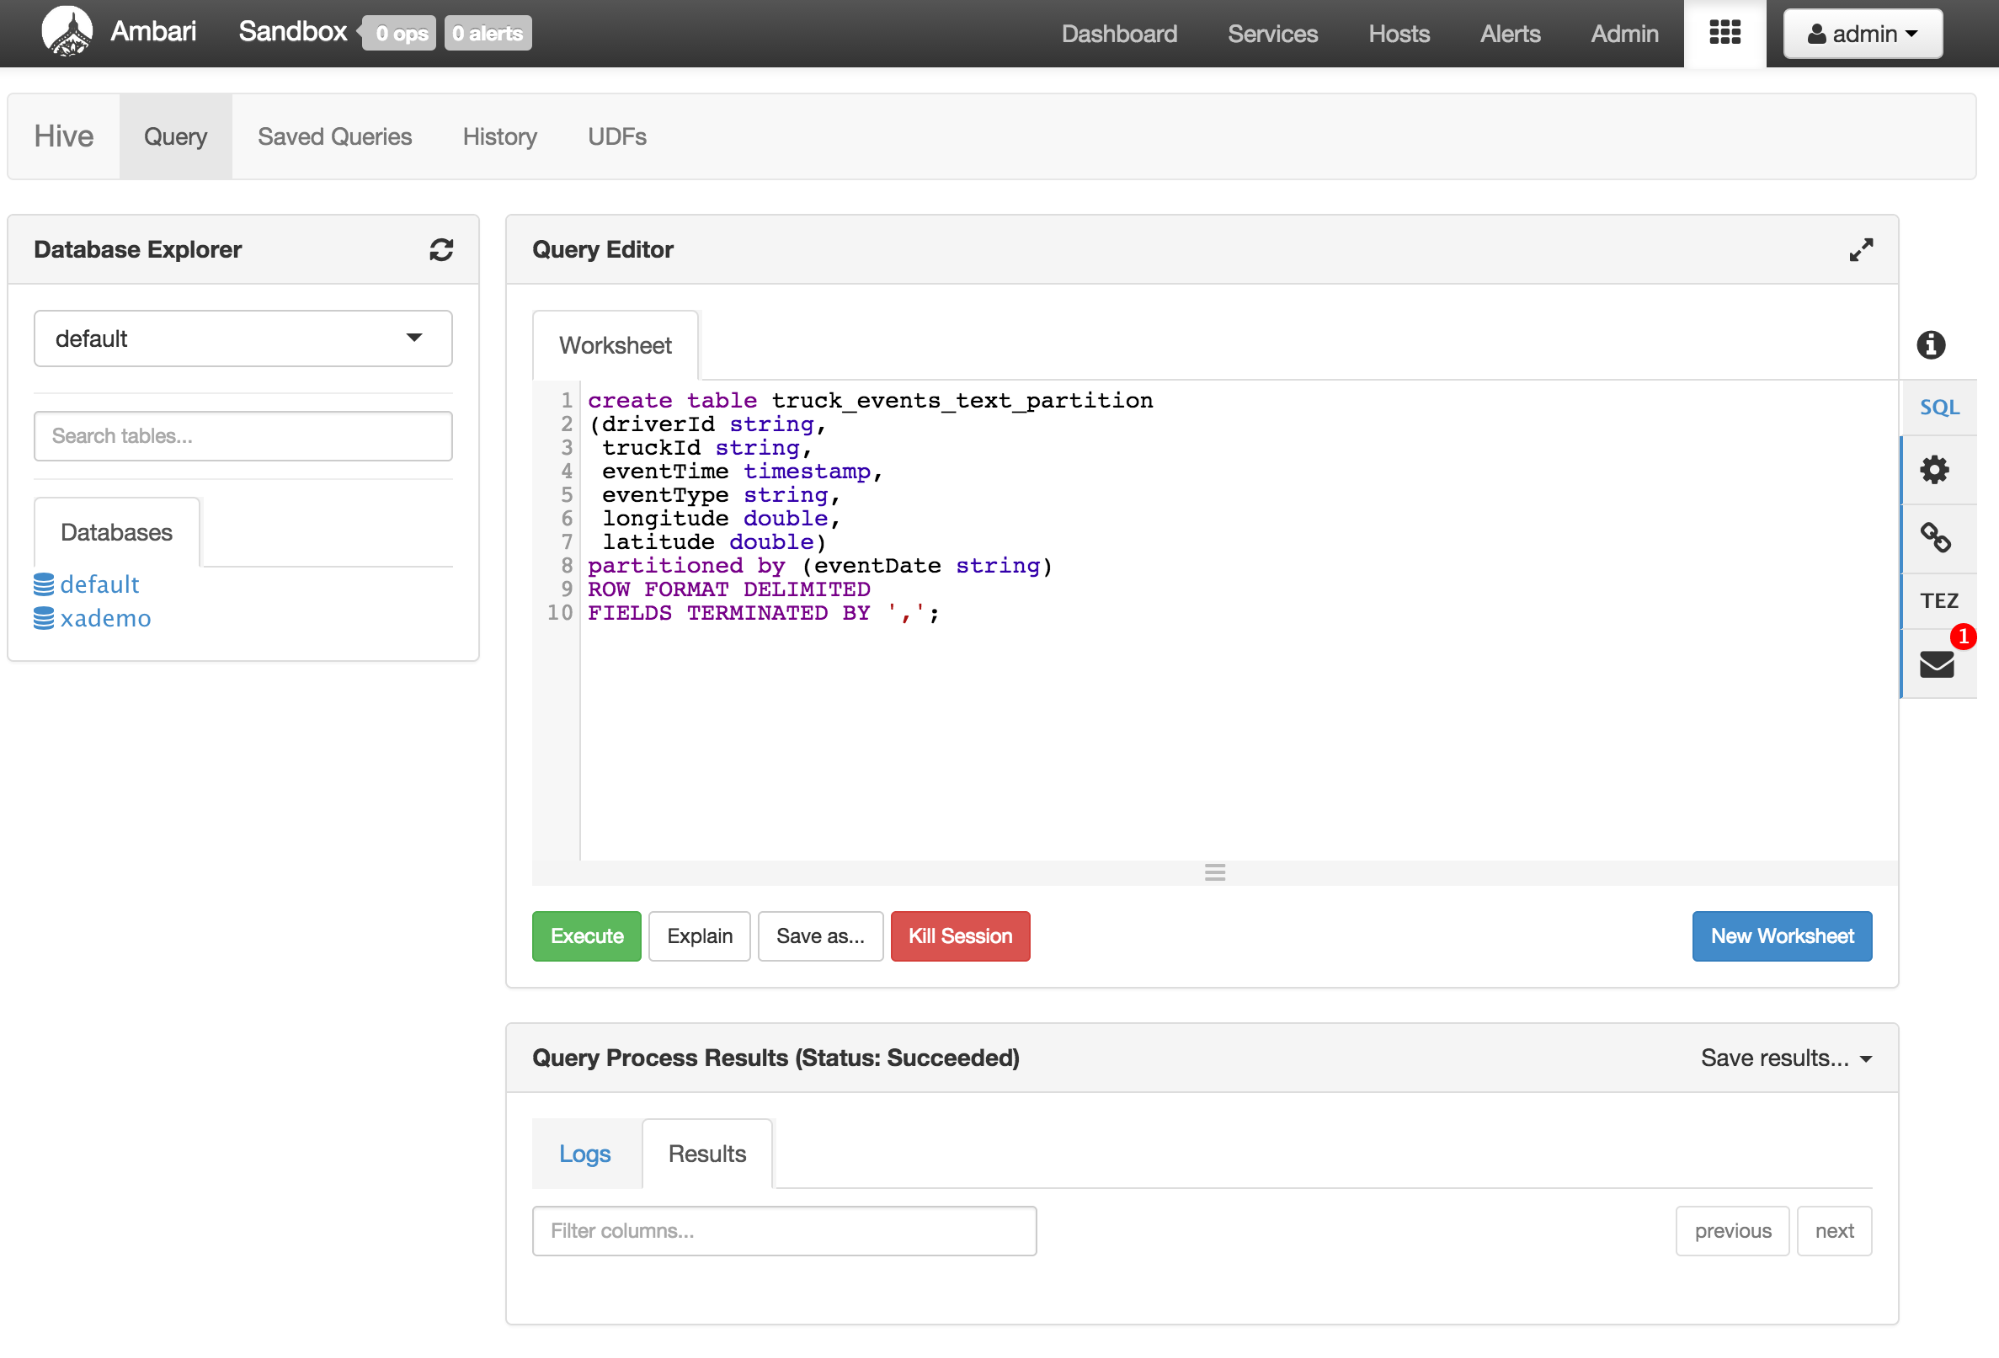 Ambari Sandbox 0 ops 0 alerts Dashboard Services Hosts Alerts Admin admin
Hive Query Saved Queries History UDFs
Database Explorer
default
Search tables...
Databases
default
xademo
Query Editor
Worksheet
1 create table truck_events_text_partition
2 (driverId string,
3 truckId string,
4 eventTime timestamp,
5 eventType string,
6 longitude double,
7 latitude double)
8 partitioned by (eventDate string)
9 ROW FORMAT DELIMITED
10 FIELDS TERMINATED BY ',';
SQL
TEZ
1
Execute Explain Save as... Kill Session New Worksheet
Query Process Results (Status: Succeeded) Save results...
Logs Results
Filter columns... previous next